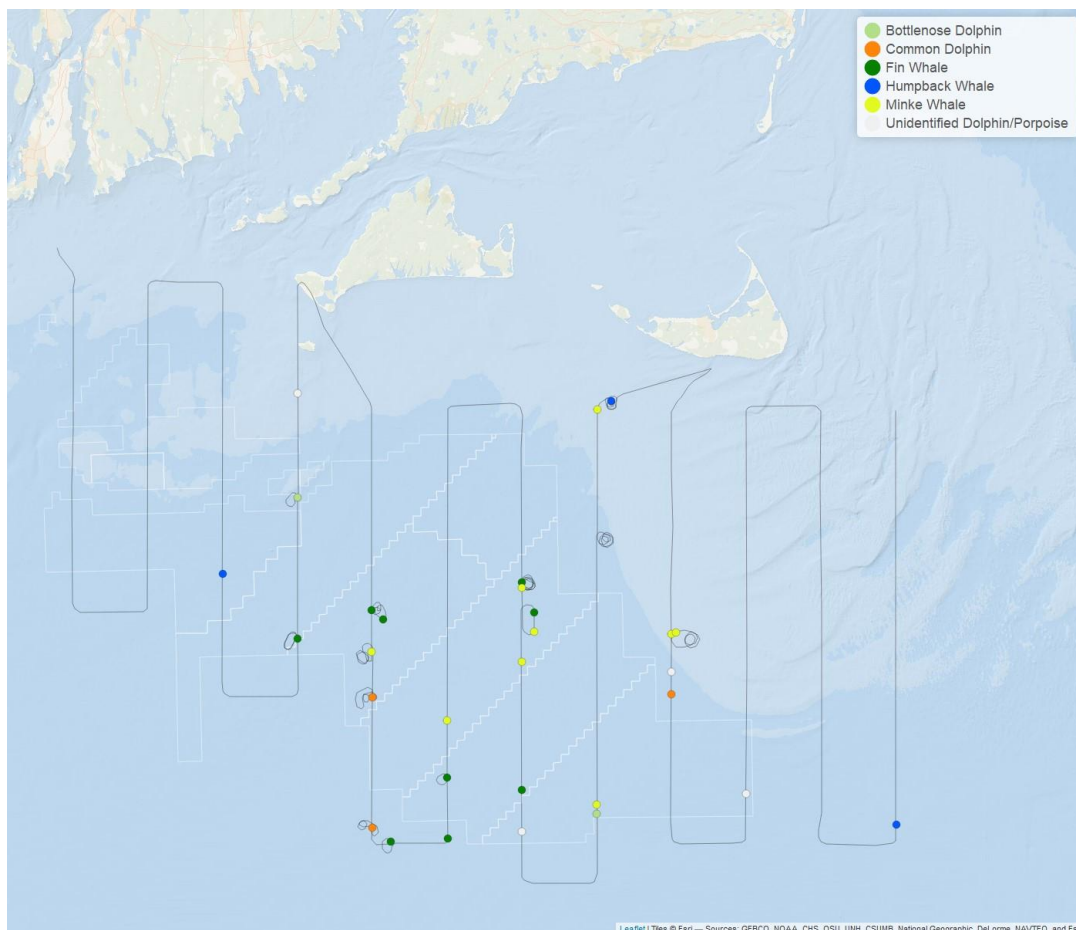 Bottlenose Dolphin
Common Dolphin
Fin Whale
Humpback Whale
Minke Whale
Unidentified Dolphin/Porpoise
Leaflet | Tiles © Esri — Sources: GEBCO, NOAA, CHS, OSU, UNH, CSUMB, National Geographic, DeLorme, NAVTEQ, and Es